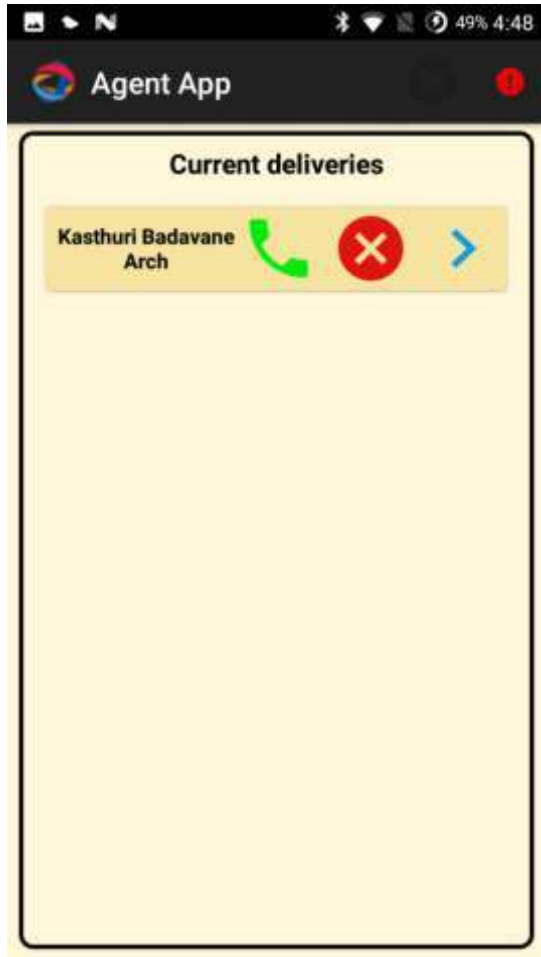 49% 4:48
Agent App
Current deliveries
Kasthuri Badavane
Arch